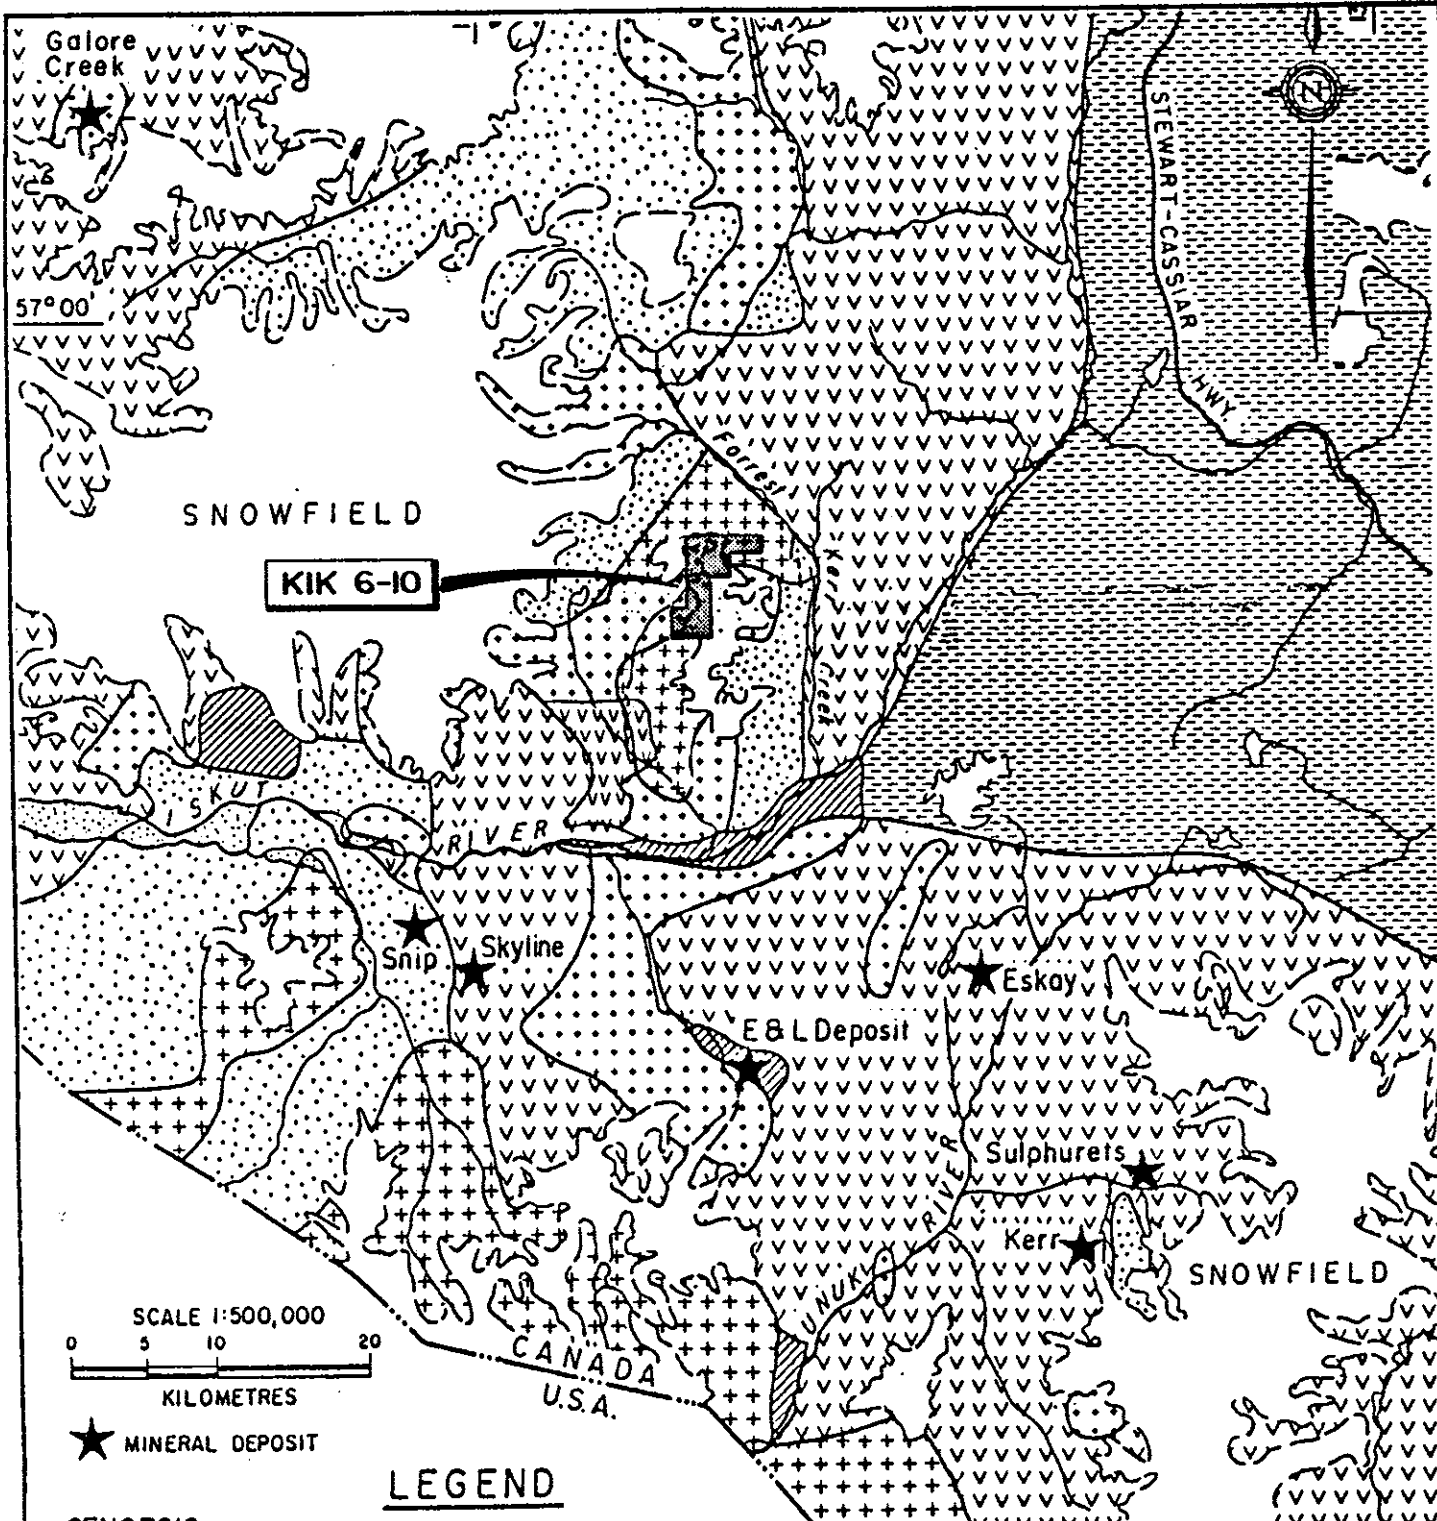 Galore
Creek
N
STEWART-CASSIAR
HWY
57°00'
Forrest
SNOWFIELD
KIK 6-10
Kerr
Creek
ISKUT
RIVER
Snip
Skyline
Eskay
E & L Deposit
Sulphurets
UNUK
RIVER
Kerr
SNOWFIELD
SCALE 1:500,000
0 5 10 20
KILOMETRES
CANADA
U.S.A.
MINERAL DEPOSIT
LEGEND